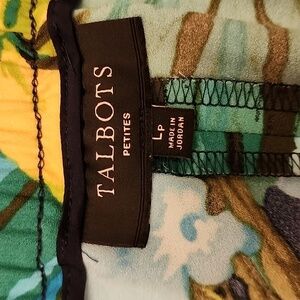 TALBOTS
PETITES
LP
MADE IN
JORDAN